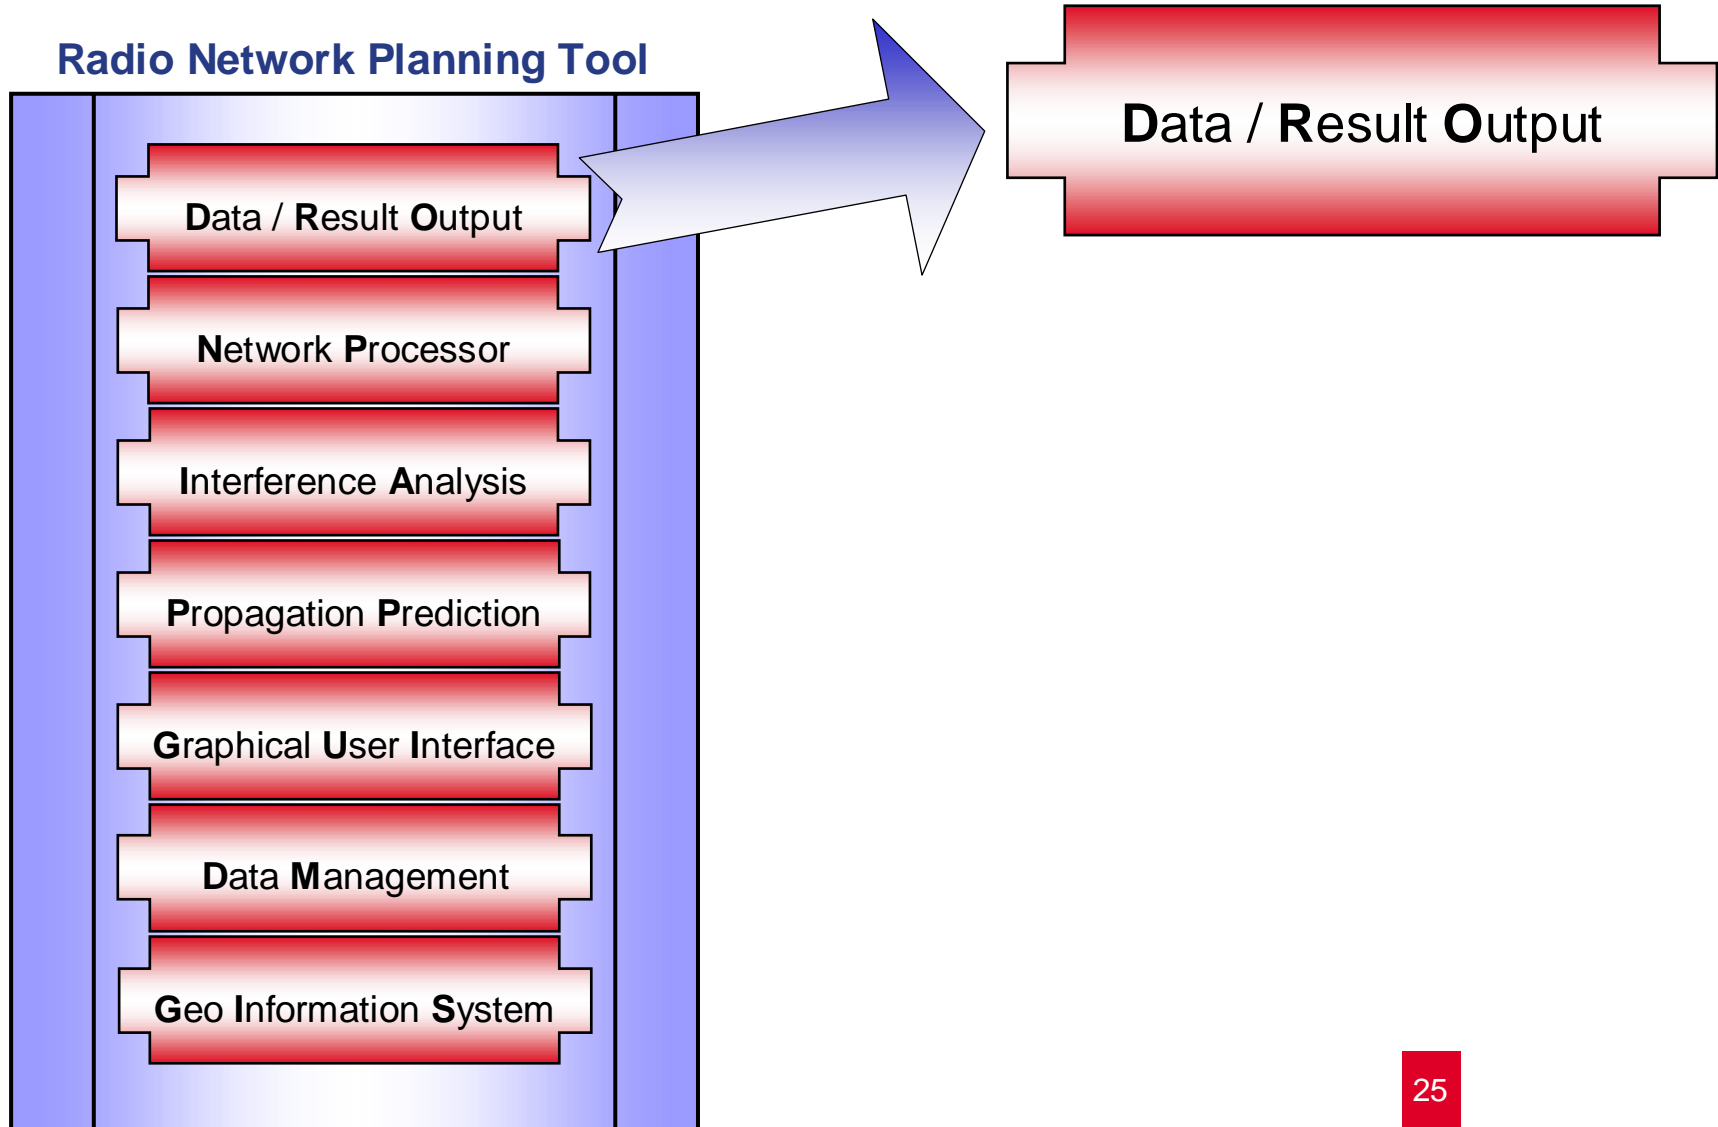 Radio Network Planning Tool
Data / Result Output
Data / Result Output
Network Processor
Interference Analysis
Propagation Prediction
Graphical User Interface
Data Management
Geo Information System
25